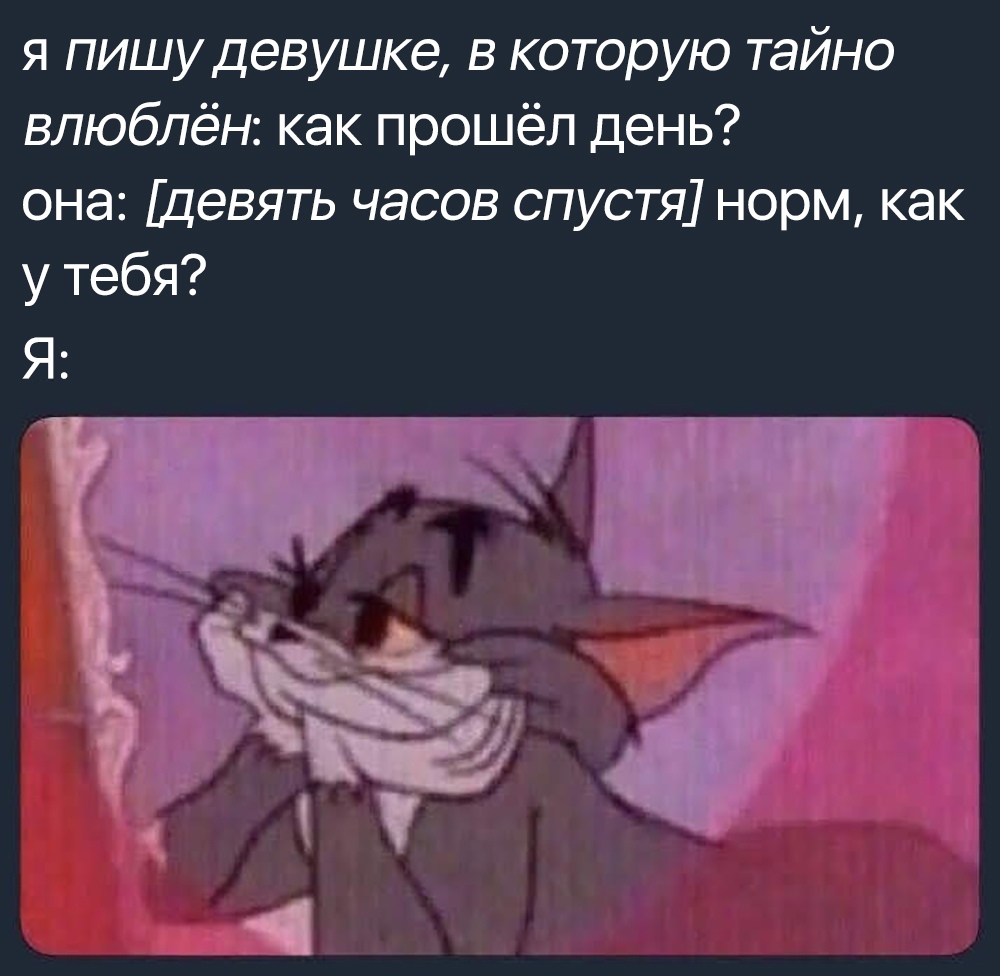 я пишу девушке, в которую тайно
влюблён: как прошёл день?
она: [девять часов спустя] норм, как
у тебя?
Я: